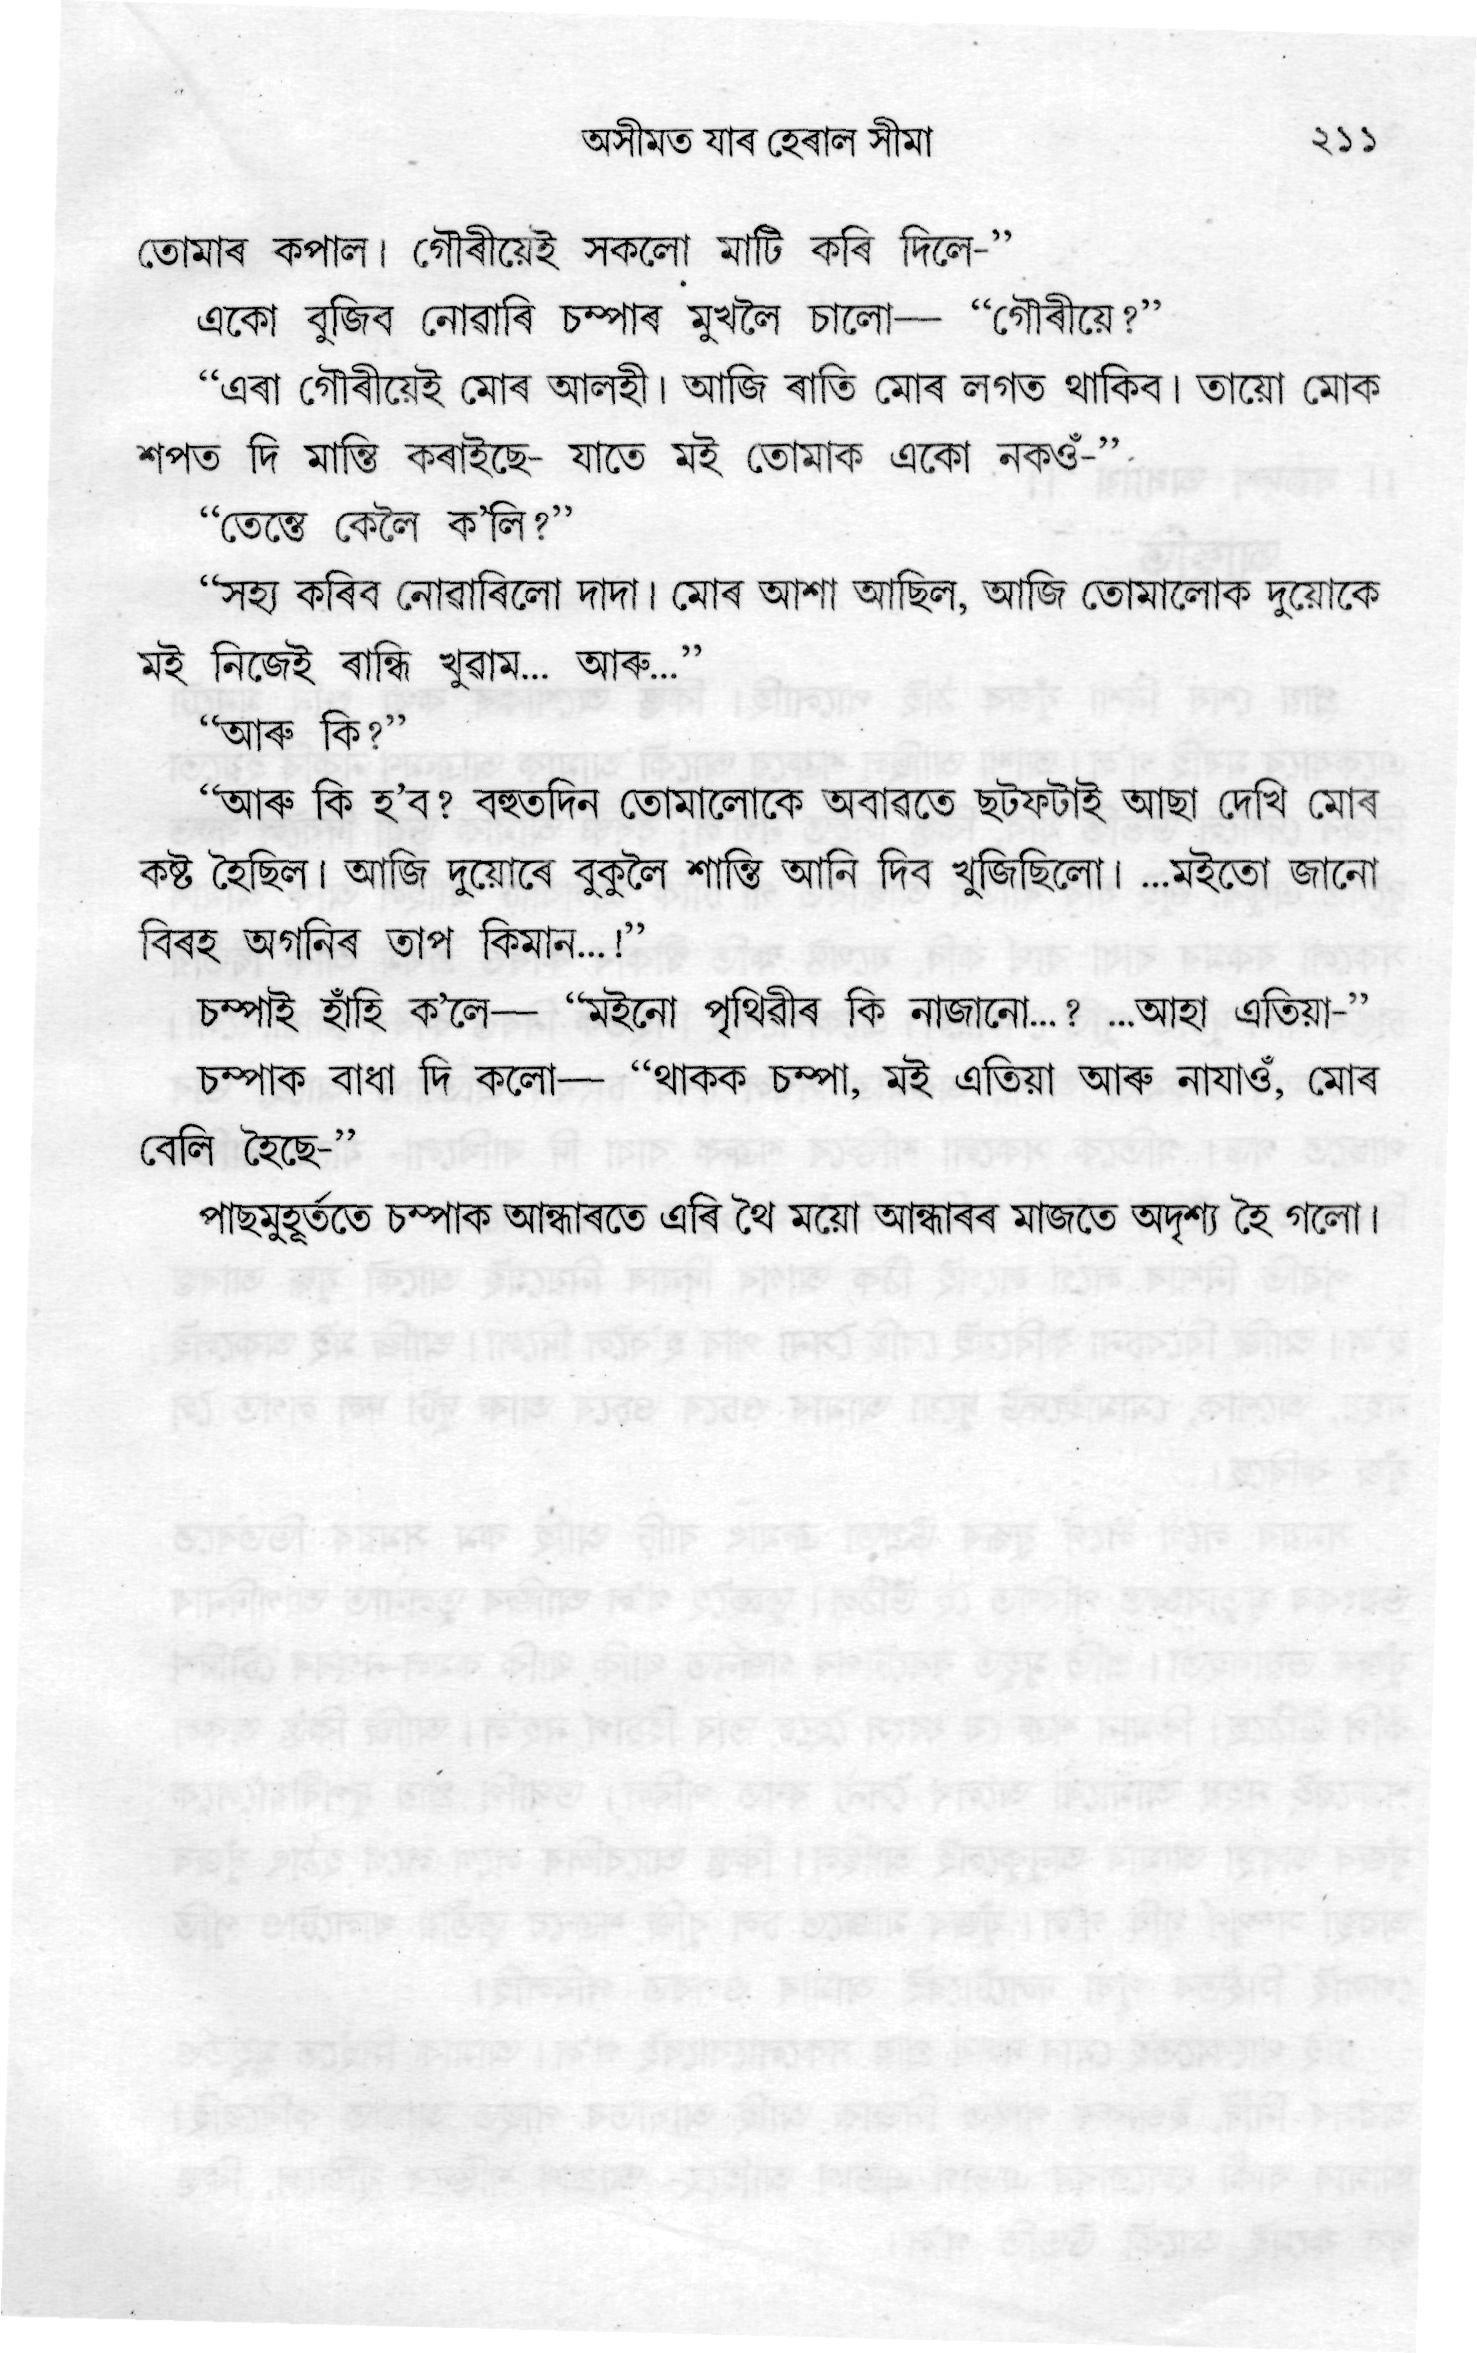 অসীমত যাৰ হেৰাল সীমা ২১১
তোমাৰ কপাল। গৌৰীয়েই সকলো মাটি কৰি দিলে-”
একো বুজিব নোৱাৰি চম্পাৰ মুখলৈ চালো— “গৌৰীয়ে?”
“এৰা গৌৰীয়েই মোৰ আলহী। আজি ৰাতি মোৰ লগত থাকিব। তায়ো মোক
শপত দি মান্তি কৰাইছে- যাতে মই তোমাক একো নকওঁ-”
“তেন্তে কেলৈ ক’লি?”
“সহ্য কৰিব নোৱাৰিলো দাদা। মোৰ আশা আছিল, আজি তোমালোক দুয়োকে
মই নিজেই ৰান্ধি খুৱাম... আৰু...”
“আৰু কি?”
“আৰু কি হ’ব? বহুতদিন তোমালোকে অবাৱতে ছটফটাই আছা দেখি মোৰ
কষ্ট হৈছিল। আজি দুয়োৰে বুকুলৈ শান্তি আনি দিব খুজিছিলো। ...মইতো জানো
বিৰহ অগনিৰ তাপ কিমান...!”
চম্পাই হাঁহি ক’লে— “মইনো পৃথিৱীৰ কি নাজানো...? ...আহা এতিয়া-”
চম্পাক বাধা দি কলো— “থাকক চম্পা, মই এতিয়া আৰু নাযাওঁ, মোৰ
বেলি হৈছে-”
পাছমুহূৰ্ততে চম্পাক আন্ধাৰতে এৰি থৈ ময়ো আন্ধাৰৰ মাজতে অদৃশ্য হৈ গলো।